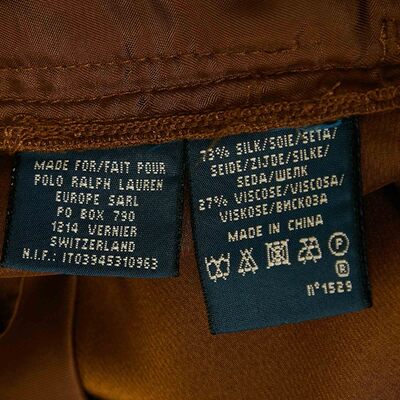 MADE FOR/FAIT POUR
POLO RALPH LAUREN
EUROPE SARL
PO BOX 790
1214 VERNIER
SWITZERLAND
N.I.F.: IT03945310963
73% SILK/SOIE/SETA/
SEIDE/ZIJDE/SILKE/
SEDA/ШЕЛК
27% VISCOSE/VISCOSA/
VISKOSE/ВИСКОЗА
MADE IN CHINA
P
R
n°1529